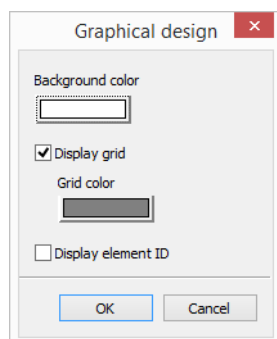 Graphical design
Background color
Display grid
Grid color
Display element ID
OK
Cancel